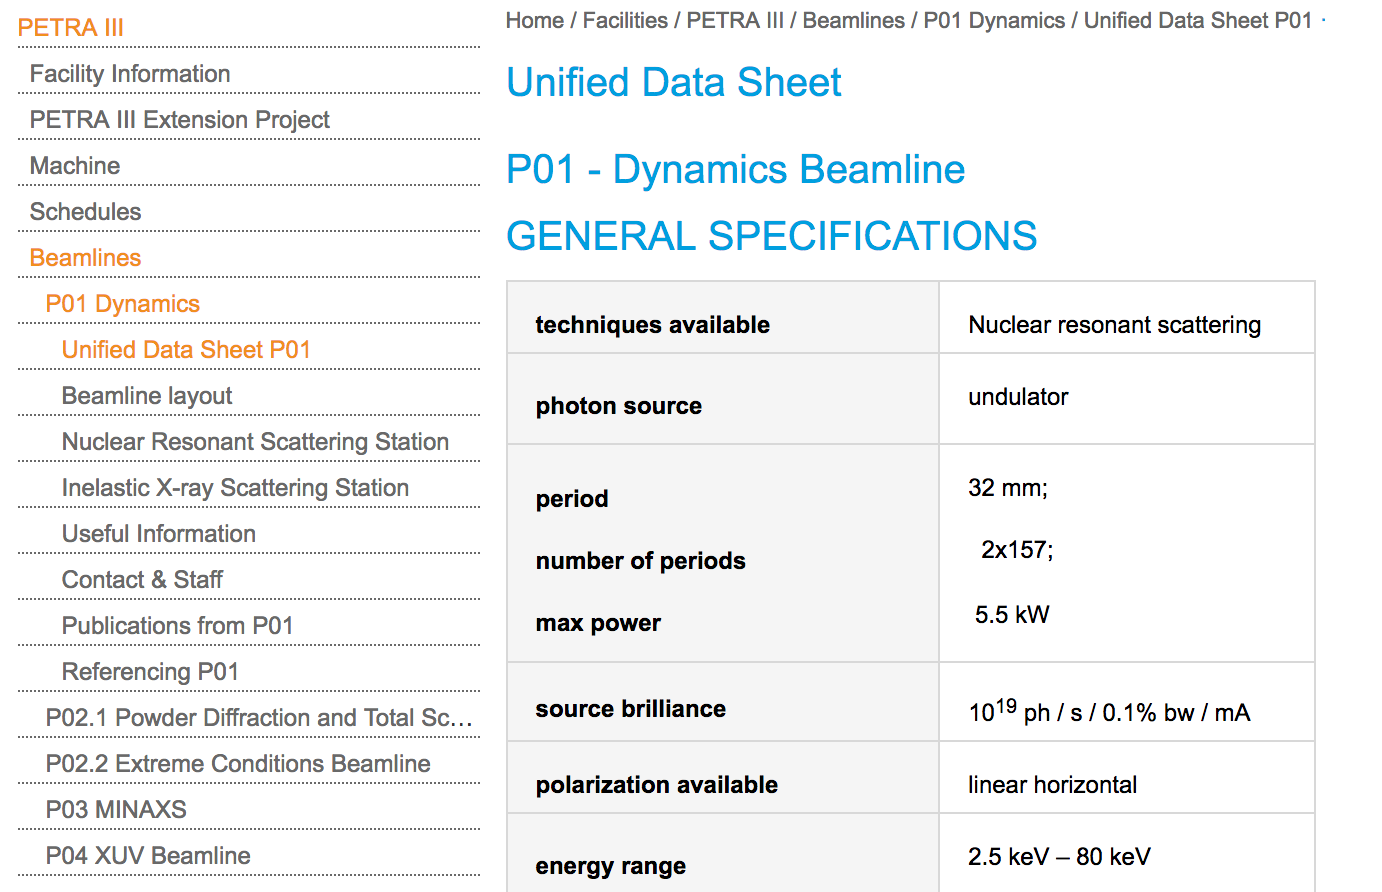 PETRA III
Facility Information
PETRA III Extension Project
Machine
Schedules
Beamlines
P01 Dynamics
Unified Data Sheet P01
Beamline layout
Nuclear Resonant Scattering Station
Inelastic X-ray Scattering Station
Useful Information
Contact & Staff
Publications from P01
Referencing P01
P02.1 Powder Diffraction and Total Sc...
P02.2 Extreme Conditions Beamline
P03 MINAXS
P04 XUV Beamline
Home / Facilities / PETRA III / Beamlines / P01 Dynamics / Unified Data Sheet P01 ·
Unified Data Sheet
P01 - Dynamics Beamline
GENERAL SPECIFICATIONS
techniques available Nuclear resonant scattering
photon source undulator
period 32 mm;
number of periods 2x157;
max power 5.5 kW
source brilliance 10¹⁹ ph / s / 0.1% bw / mA
polarization available linear horizontal
energy range 2.5 keV – 80 keV